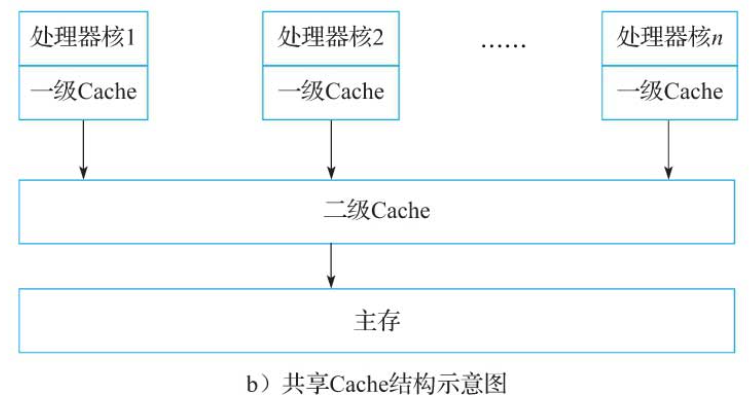 处理器核1 处理器核2 …… 处理器核n
一级Cache 一级Cache 一级Cache
二级Cache
主存
b）共享Cache结构示意图